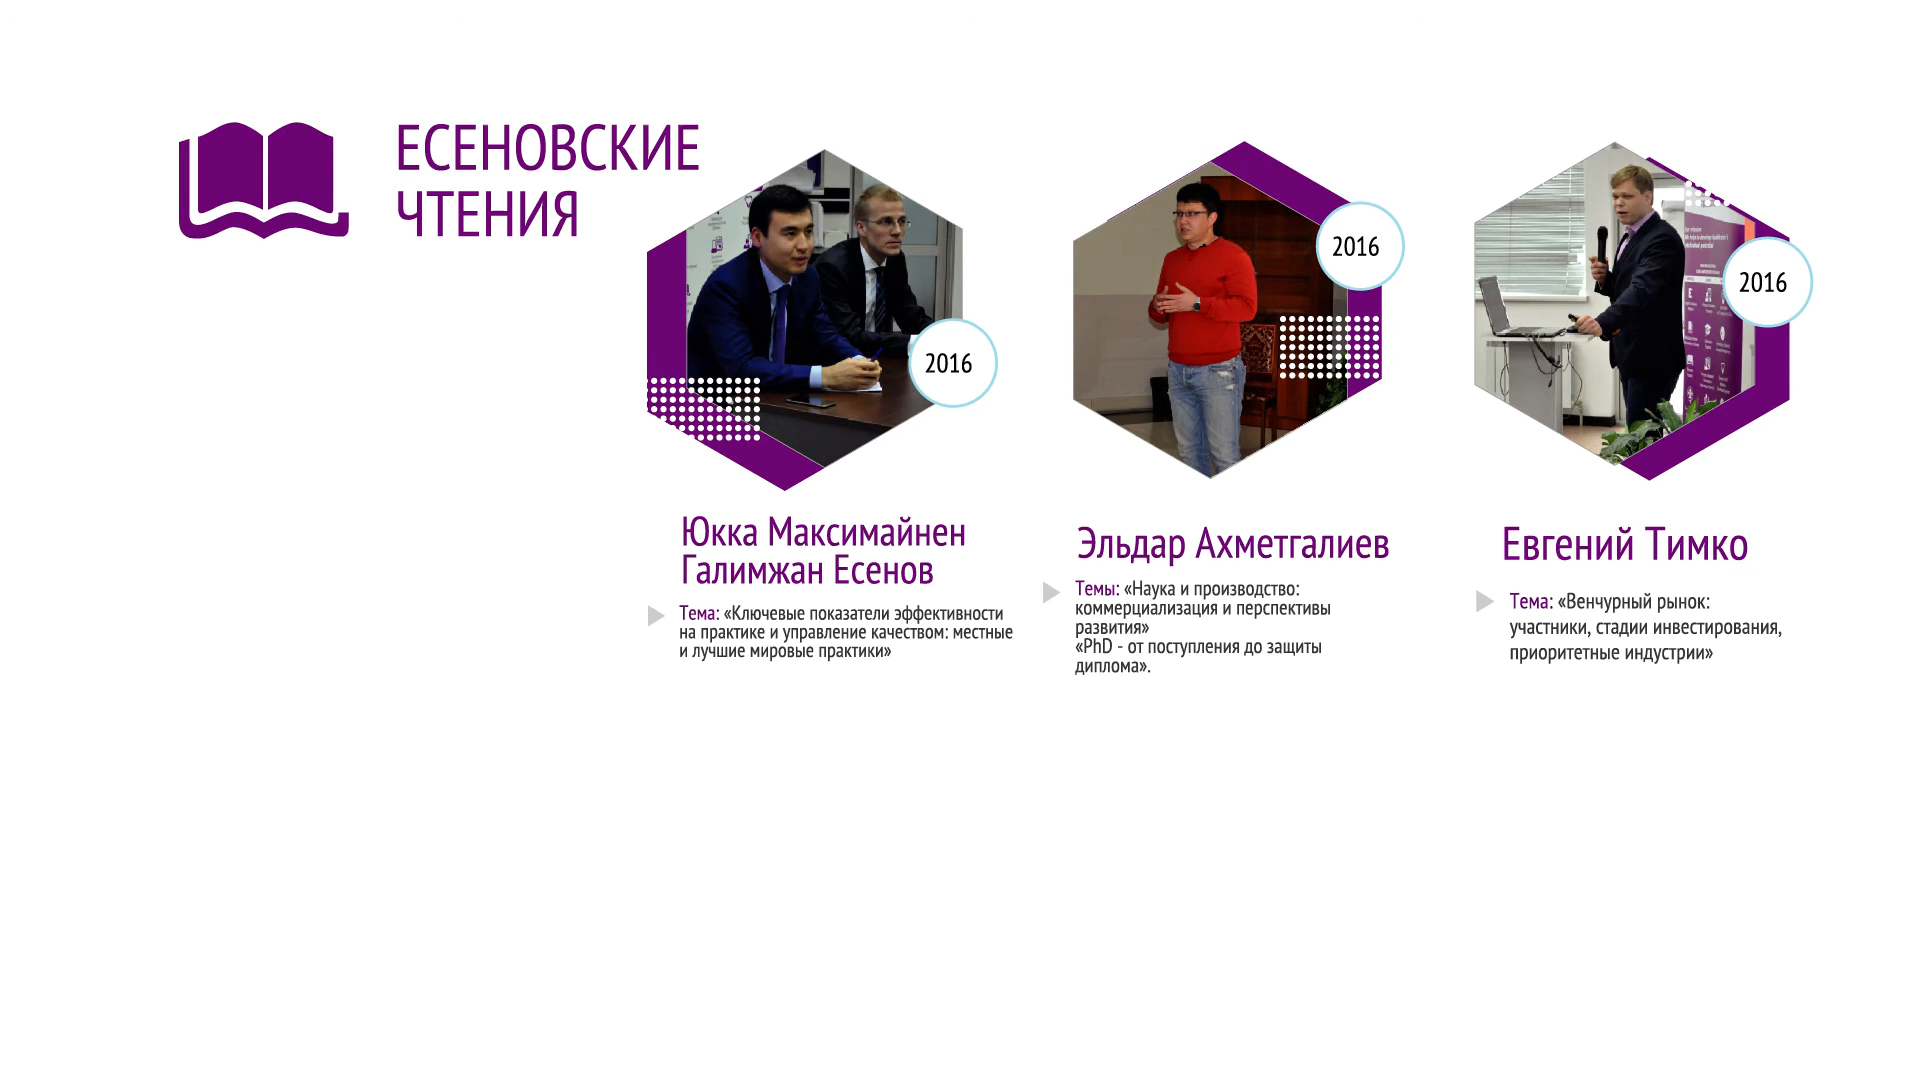 ЕСЕНОВСКИЕ
ЧТЕНИЯ
2016
Юкка Максимайнен
Галимжан Есенов
Тема: «Ключевые показатели эффективности
на практике и управление качеством: местные
и лучшие мировые практики»
2016
Эльдар Ахметгалиев
Темы: «Наука и производство:
коммерциализация и перспективы
развития»
«PhD - от поступления до защиты
диплома».
2016
Евгений Тимко
Тема: «Венчурный рынок:
участники, стадии инвестирования,
приоритетные индустрии»